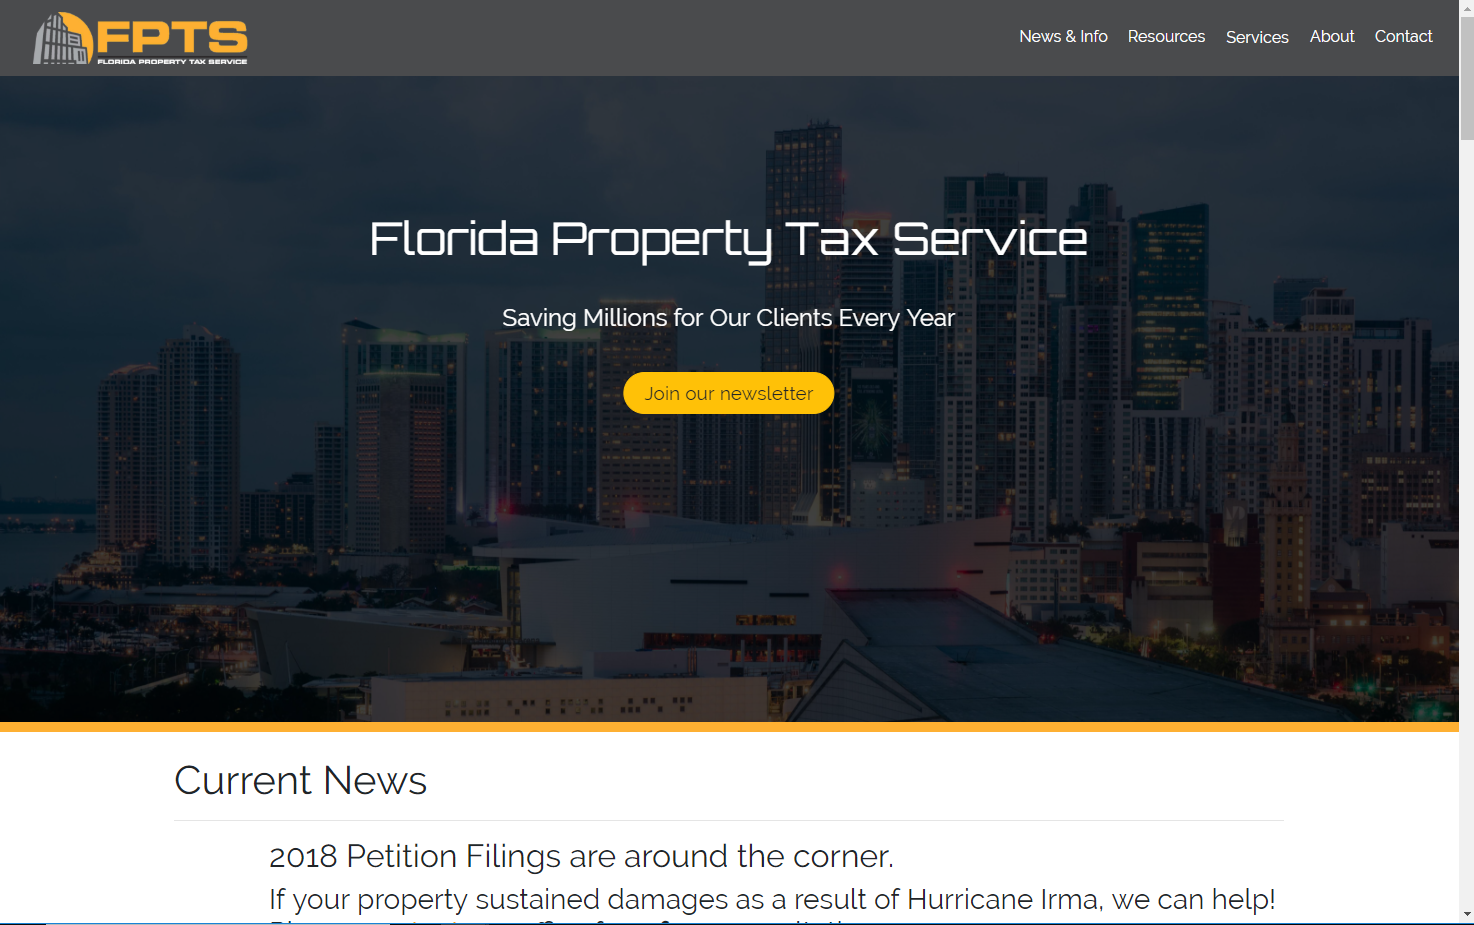 FPTS
FLORIDA PROPERTY TAX SERVICE
News & Info Resources Services About Contact
Florida Property Tax Service
Saving Millions for Our Clients Every Year
Join our newsletter
Current News
2018 Petition Filings are around the corner.
If your property sustained damages as a result of Hurricane Irma, we can help!